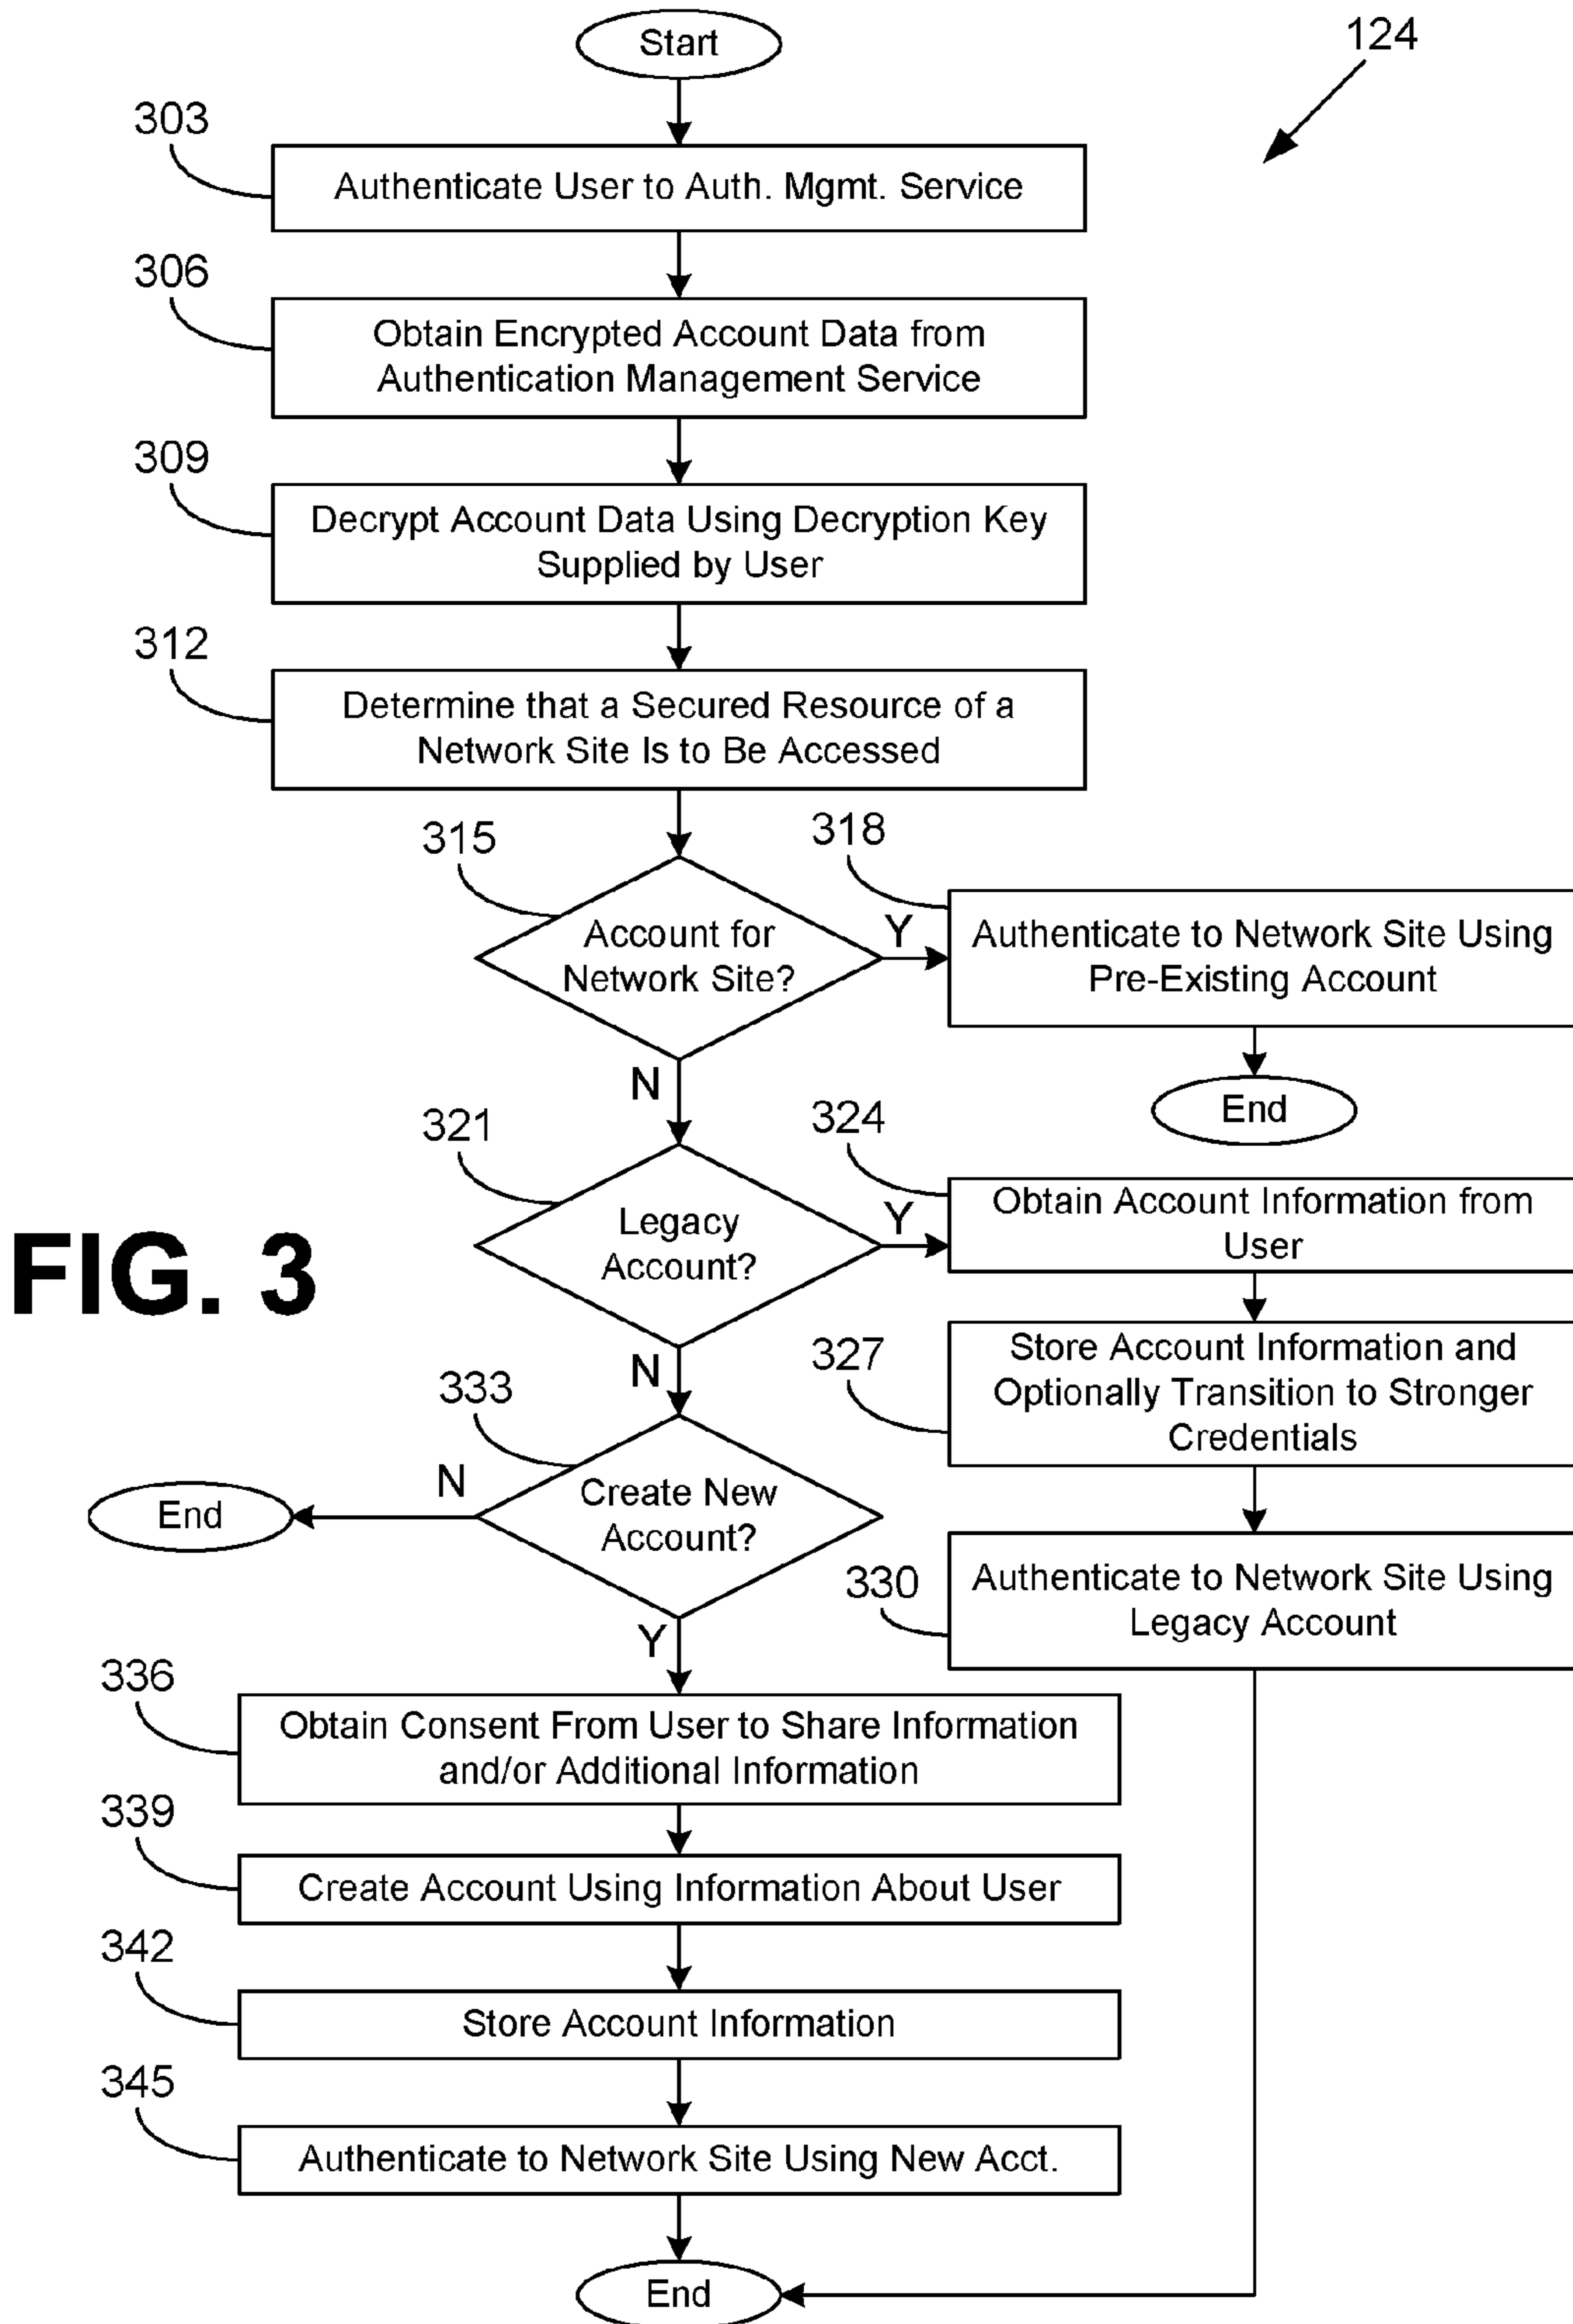 Start
124
303
Authenticate User to Auth. Mgmt. Service
306
Obtain Encrypted Account Data from
Authentication Management Service
309
Decrypt Account Data Using Decryption Key
Supplied by User
312
Determine that a Secured Resource of a
Network Site Is to Be Accessed
315
Account for
Network Site?
Y
318
Authenticate to Network Site Using
Pre-Existing Account
End
N
321
Legacy
Account?
Y
324
Obtain Account Information from
User
FIG. 3
327
Store Account Information and
Optionally Transition to Stronger
Credentials
N
333
Create New
Account?
N
End
330
Authenticate to Network Site Using
Legacy Account
Y
336
Obtain Consent From User to Share Information
and/or Additional Information
339
Create Account Using Information About User
342
Store Account Information
345
Authenticate to Network Site Using New Acct.
End